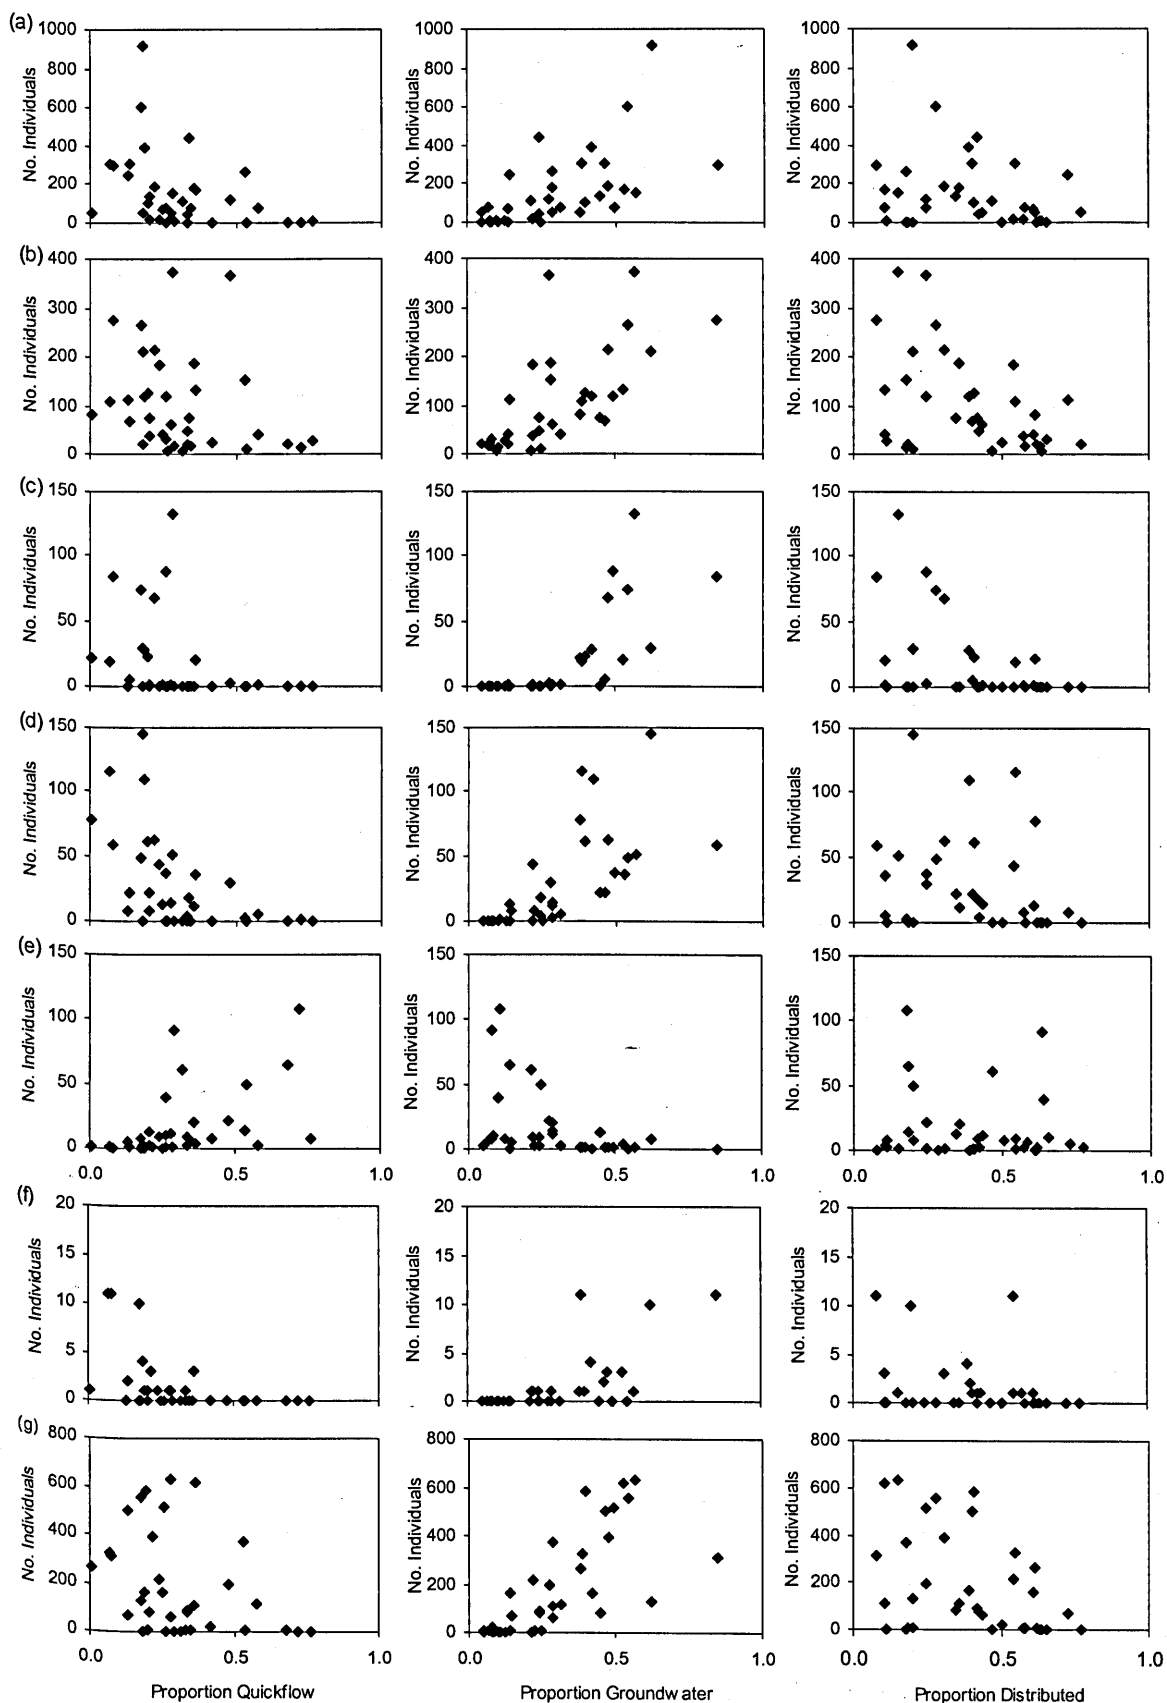 (a)
No. Individuals
1000
800
600
400
200
0
No. Individuals
1000
800
600
400
200
0
No. Individuals
1000
800
600
400
200
0
(b)
No. Individuals
400
300
200
100
0
No. Individuals
400
300
200
100
0
No. Individuals
400
300
200
100
0
(c)
No. Individuals
150
100
50
0
No. Individuals
150
100
50
0
No. Individuals
150
100
50
0
(d)
No. Individuals
150
100
50
0
No. Individuals
150
100
50
0
No. Individuals
150
100
50
0
(e)
No. Individuals
150
100
50
0
0.0 0.5 1.0
No. Individuals
150
100
50
0
0.0 0.5 1.0
No. Individuals
150
100
50
0
0.0 0.5 1.0
(f)
No. Individuals
20
15
10
5
0
No. Individuals
20
15
10
5
0
No. Individuals
20
15
10
5
0
(g)
No. Individuals
800
600
400
200
0
0.0 0.5 1.0
Proportion Quickflow
No. Individuals
800
600
400
200
0
0.0 0.5 1.0
Proportion Groundwater
No. Individuals
800
600
400
200
0
0.0 0.5 1.0
Proportion Distributed